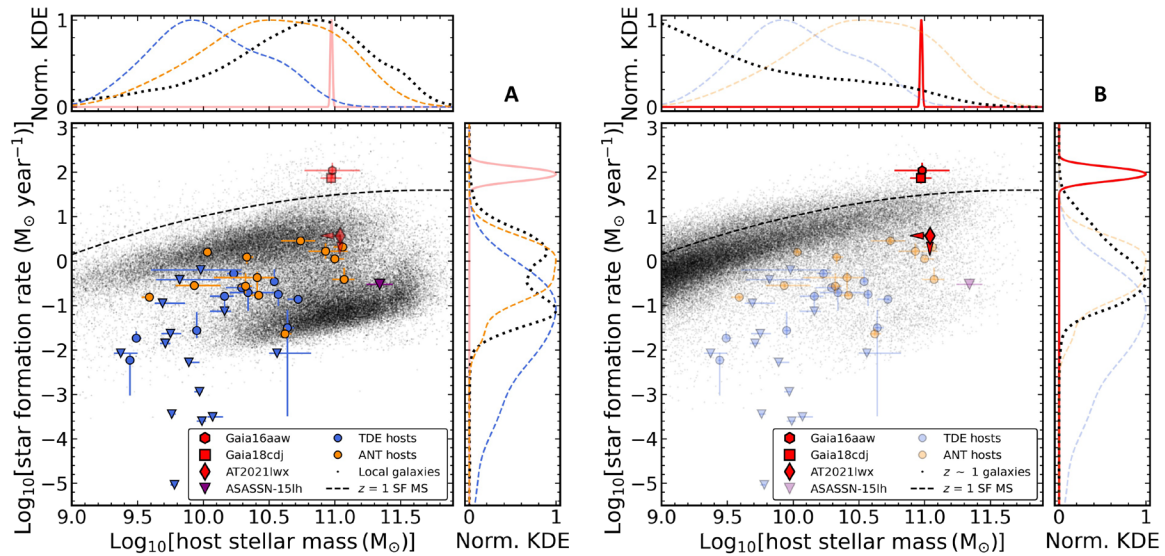 Norm. KDE
1
0
A
Log₁₀[star formation rate (M⊙ year⁻¹)]
3
2
1
0
−1
−2
−3
−4
−5
Gaia16aaw
Gaia18cdj
AT2021lwx
ASASSN-15lh
TDE hosts
ANT hosts
Local galaxies
z = 1 SF MS
9.0 9.5 10.0 10.5 11.0 11.5
Log₁₀[host stellar mass (M⊙)]
0 1
Norm. KDE
Norm. KDE
1
0
B
Log₁₀[star formation rate (M⊙ year⁻¹)]
3
2
1
0
−1
−2
−3
−4
−5
Gaia16aaw
Gaia18cdj
AT2021lwx
ASASSN-15lh
TDE hosts
ANT hosts
z ∼ 1 galaxies
z = 1 SF MS
9.0 9.5 10.0 10.5 11.0 11.5
Log₁₀[host stellar mass (M⊙)]
0 1
Norm. KDE